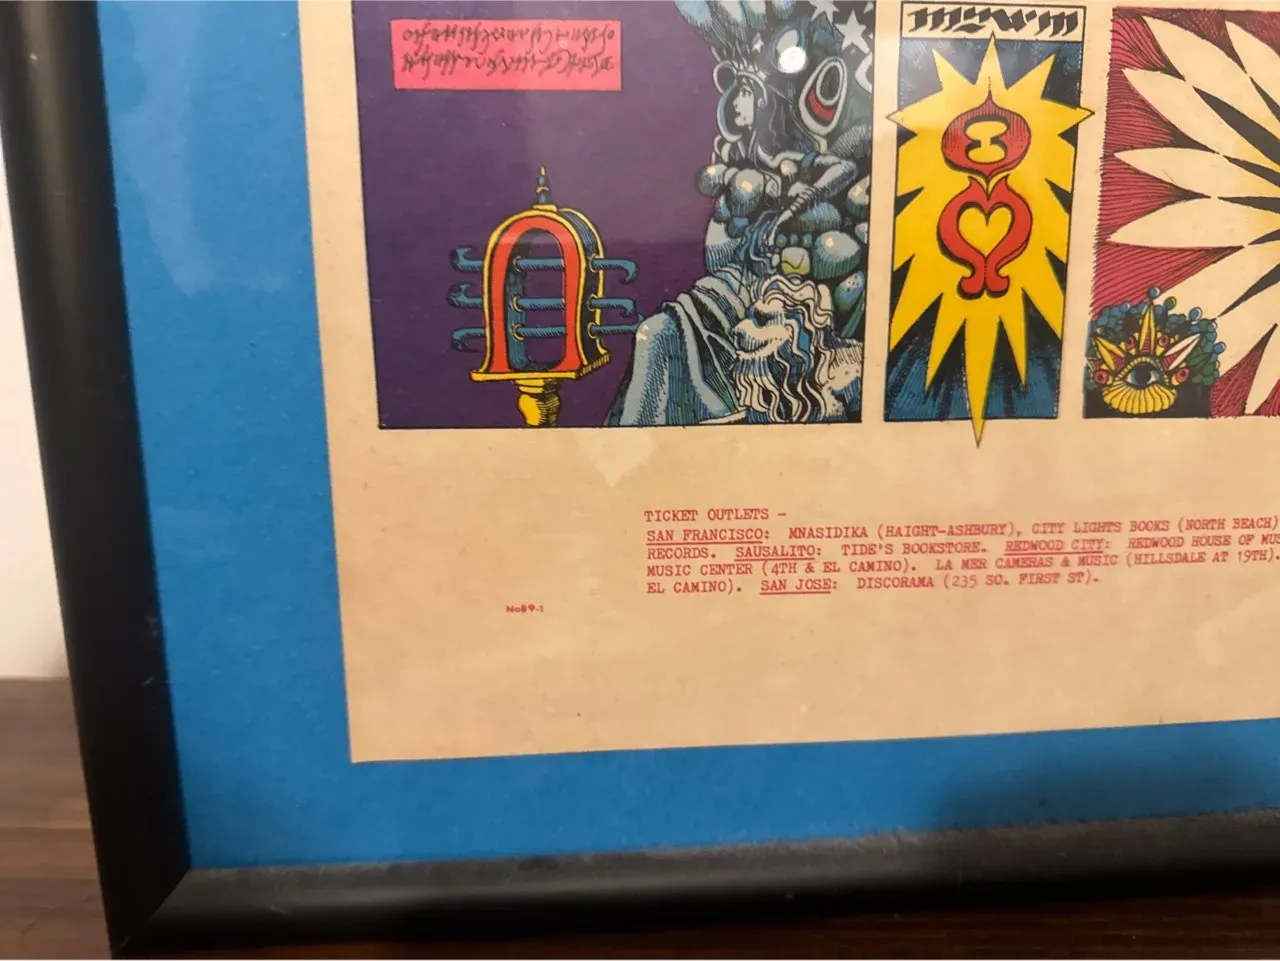 TICKET OUTLETS -
SAN FRANCISCO: MNASIDIKA (HAIGHT-ASHBURY), CITY LIGHTS BOOKS (NORTH BEACH)
RECORDS. SAUSALITO: TIDE'S BOOKSTORE. REDWOOD CITY: REDWOOD HOUSE OF MUS
MUSIC CENTER (4TH & EL CAMINO). LA MER CAMERAS & MUSIC (HILLSDALE AT 19TH).
EL CAMINO). SAN JOSE: DISCORAMA (235 SO. FIRST ST).
No89-1